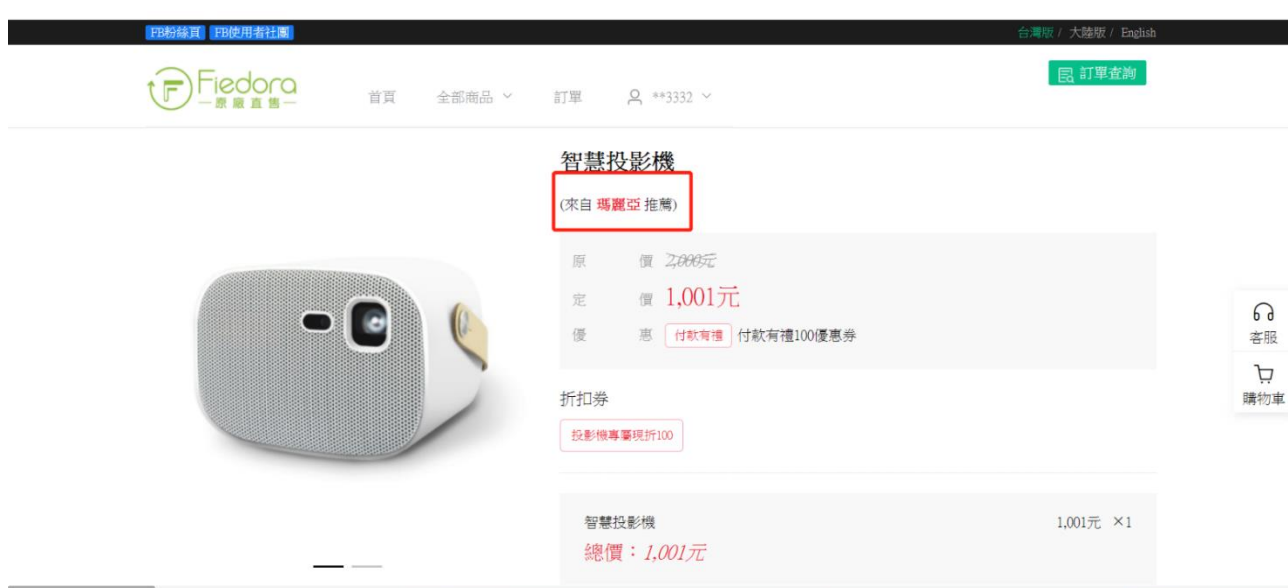 FB粉絲頁 FB使用者社團
台灣版 / 大陸版 / English
Fiedora
原廠直售
首頁 全部商品 訂單 **3332
訂單查詢
智慧投影機
(來自 瑪麗亞 推薦)
原 價 2,000元
定 價 1,001元
優 惠 付款有禮 付款有禮100優惠券
客服
購物車
折扣券
投影機專屬現折100
智慧投影機 1,001元 ×1
總價：1,001元